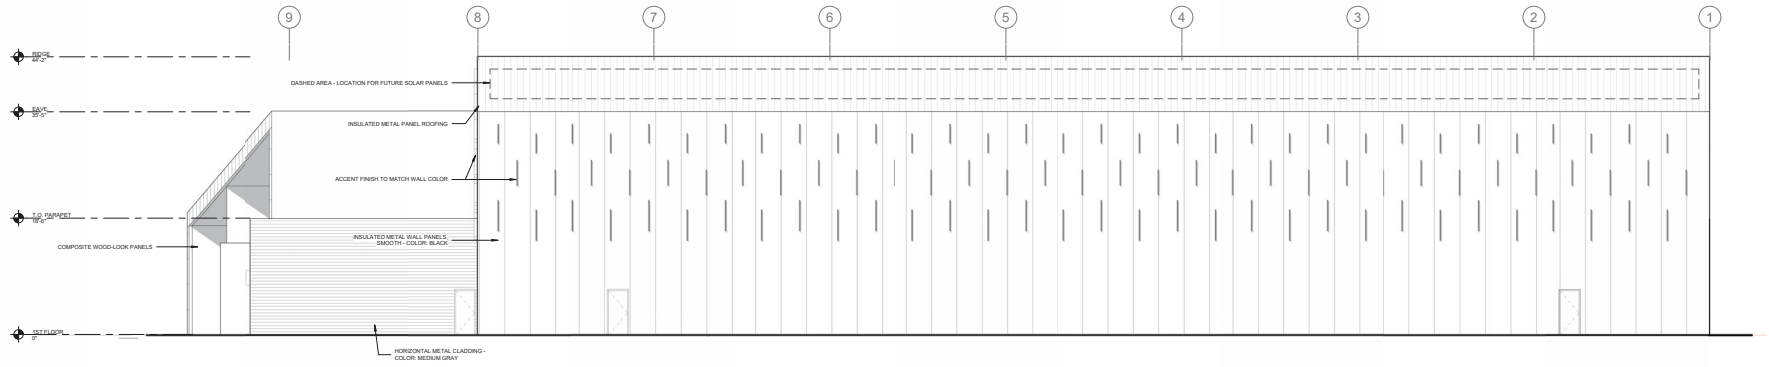 9 8 7 6 5 4 3 2 1
RIDGE
44'-2"
DASHED AREA - LOCATION FOR FUTURE SOLAR PANELS
EAVE
35'-5"
INSULATED METAL PANEL ROOFING
ACCENT FINISH TO MATCH WALL COLOR
T.O. PARAPET
18'-6"
INSULATED METAL WALL PANELS,
SMOOTH - COLOR: BLACK
COMPOSITE WOOD-LOOK PANELS
1ST FLOOR
0"
HORIZONTAL METAL CLADDING -
COLOR: MEDIUM GRAY